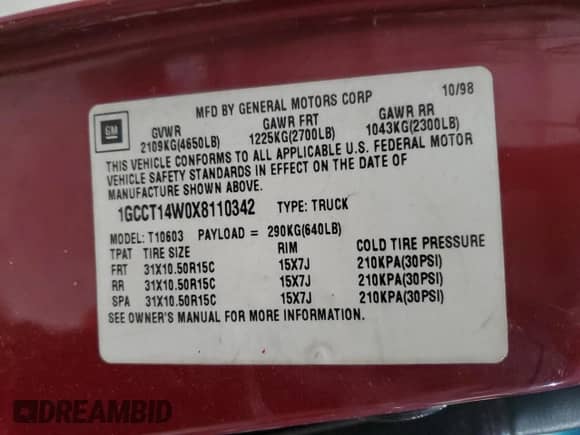 MFD BY GENERAL MOTORS CORP 10/98
GM
GVWR GAWR FRT GAWR RR
2109KG(4650LB) 1225KG(2700LB) 1043KG(2300LB)
THIS VEHICLE CONFORMS TO ALL APPLICABLE U.S. FEDERAL MOTOR
VEHICLE SAFETY STANDARDS IN EFFECT ON THE DATE OF
MANUFACTURE SHOWN ABOVE.
1GCCT14W0X8110342 TYPE: TRUCK
MODEL: T10603 PAYLOAD = 290KG(640LB)
TPAT TIRE SIZE RIM COLD TIRE PRESSURE
FRT 31X10.50R15C 15X7J 210KPA(30PSI)
RR 31X10.50R15C 15X7J 210KPA(30PSI)
SPA 31X10.50R15C 15X7J 210KPA(30PSI)
SEE OWNER'S MANUAL FOR MORE INFORMATION.
DREAMBID